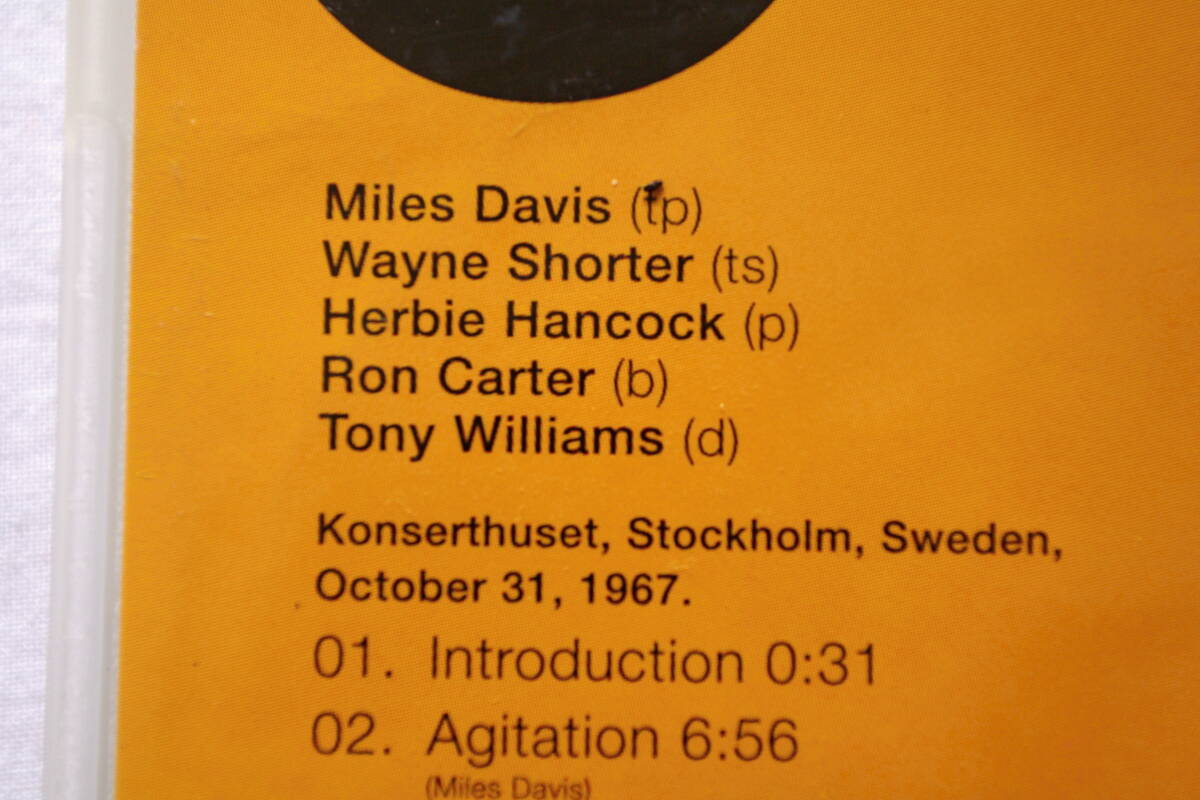 Miles Davis (tp)
Wayne Shorter (ts)
Herbie Hancock (p)
Ron Carter (b)
Tony Williams (d)
Konserthuset, Stockholm, Sweden,
October 31, 1967.
01. Introduction 0:31
02. Agitation 6:56
(Miles Davis)